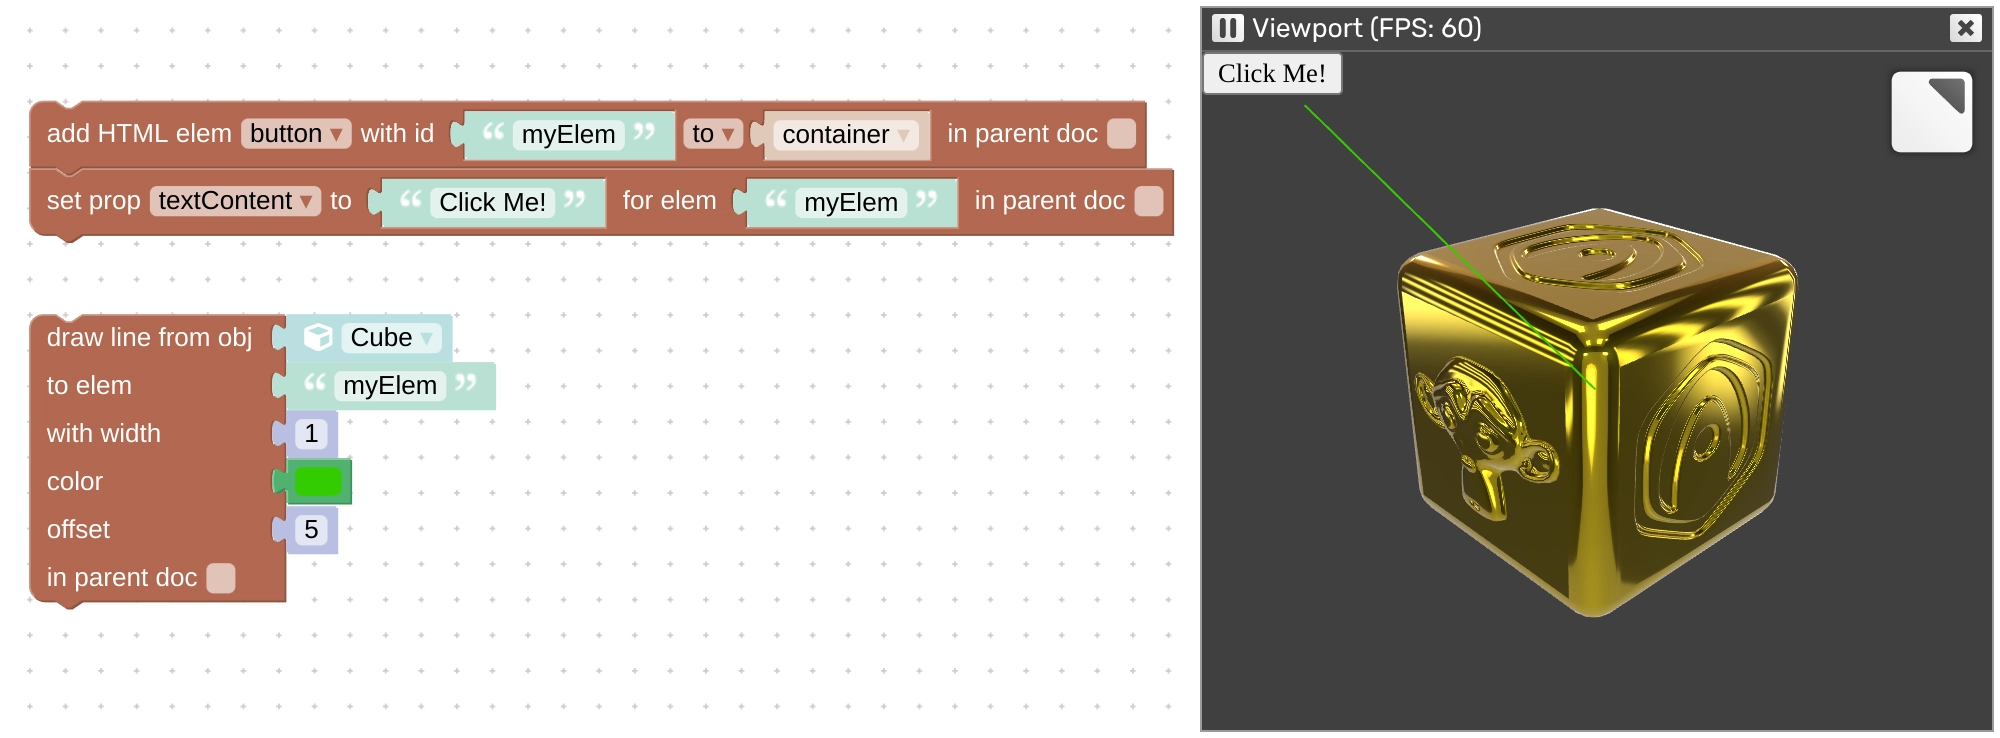 add HTML elem button ▾ with id “ myElem ” to ▾ container ▾ in parent doc
set prop textContent ▾ to “ Click Me! ” for elem “ myElem ” in parent doc
draw line from obj Cube ▾
to elem “ myElem ”
with width 1
color
offset 5
in parent doc
Viewport (FPS: 60)
Click Me!